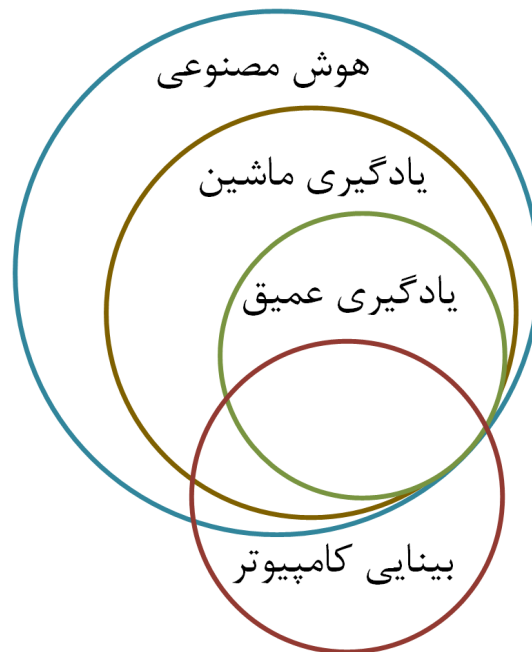 هوش مصنوعی
یادگیری ماشین
یادگیری عمیق
بینایی کامپیوتر